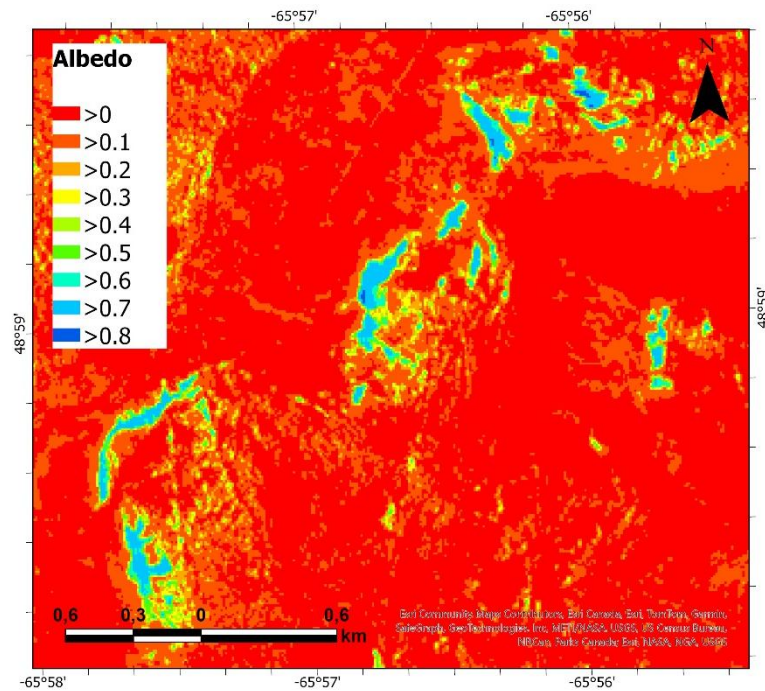 -65°57' -65°56'
N
Albedo
>0
>0.1
>0.2
>0.3
>0.4
>0.5
>0.6
>0.7
>0.8
48°59' 48°59'
0,6 0.3 0 0,6
km
Esri Community Maps Contributors, Esri Canada, Esri, TomTom, Garmin,
SafeGraph, GeoTechnologies, Inc, METI/NASA, USGS, US Census Bureau,
NRCan, Parks Canada; Esri, NASA, NGA, USGS
-65°58' -65°57' -65°56'